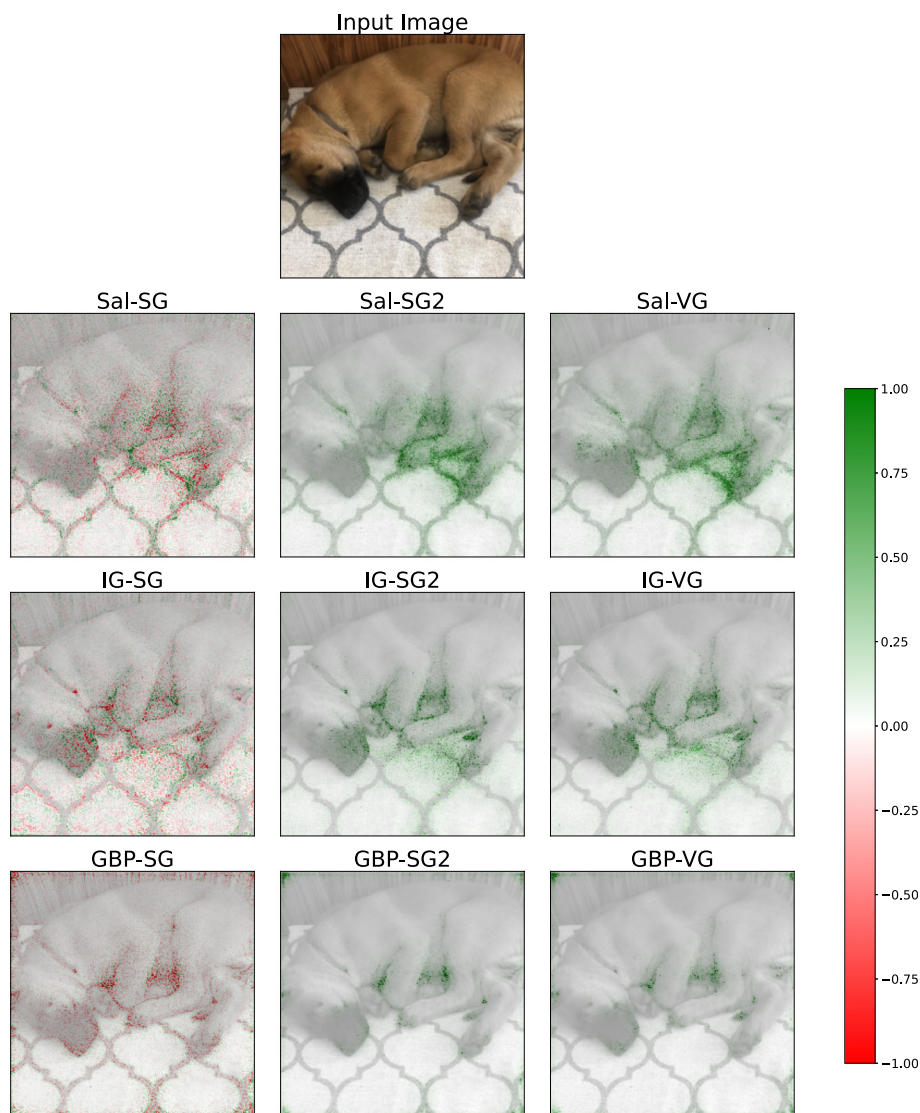 Input Image
Sal-SG
Sal-SG2
Sal-VG
IG-SG
IG-SG2
IG-VG
GBP-SG
GBP-SG2
GBP-VG
1.00
0.75
0.50
0.25
0.00
−0.25
−0.50
−0.75
−1.00